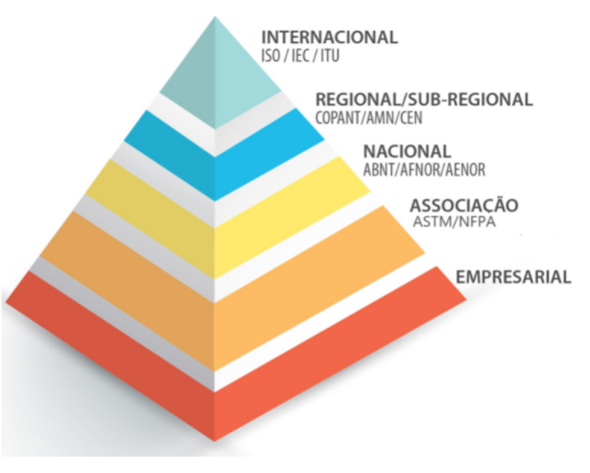 INTERNACIONAL
ISO / IEC / ITU
REGIONAL/SUB-REGIONAL
COPANT/AMN/CEN
NACIONAL
ABNT/AFNOR/AENOR
ASSOCIAÇÃO
ASTM/NFPA
EMPRESARIAL